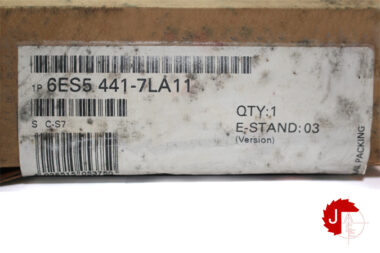 1P 6ES5 441-7LA11
S C-S7
QTY:1
E-STAND: 03
(Version)
PACKING
J